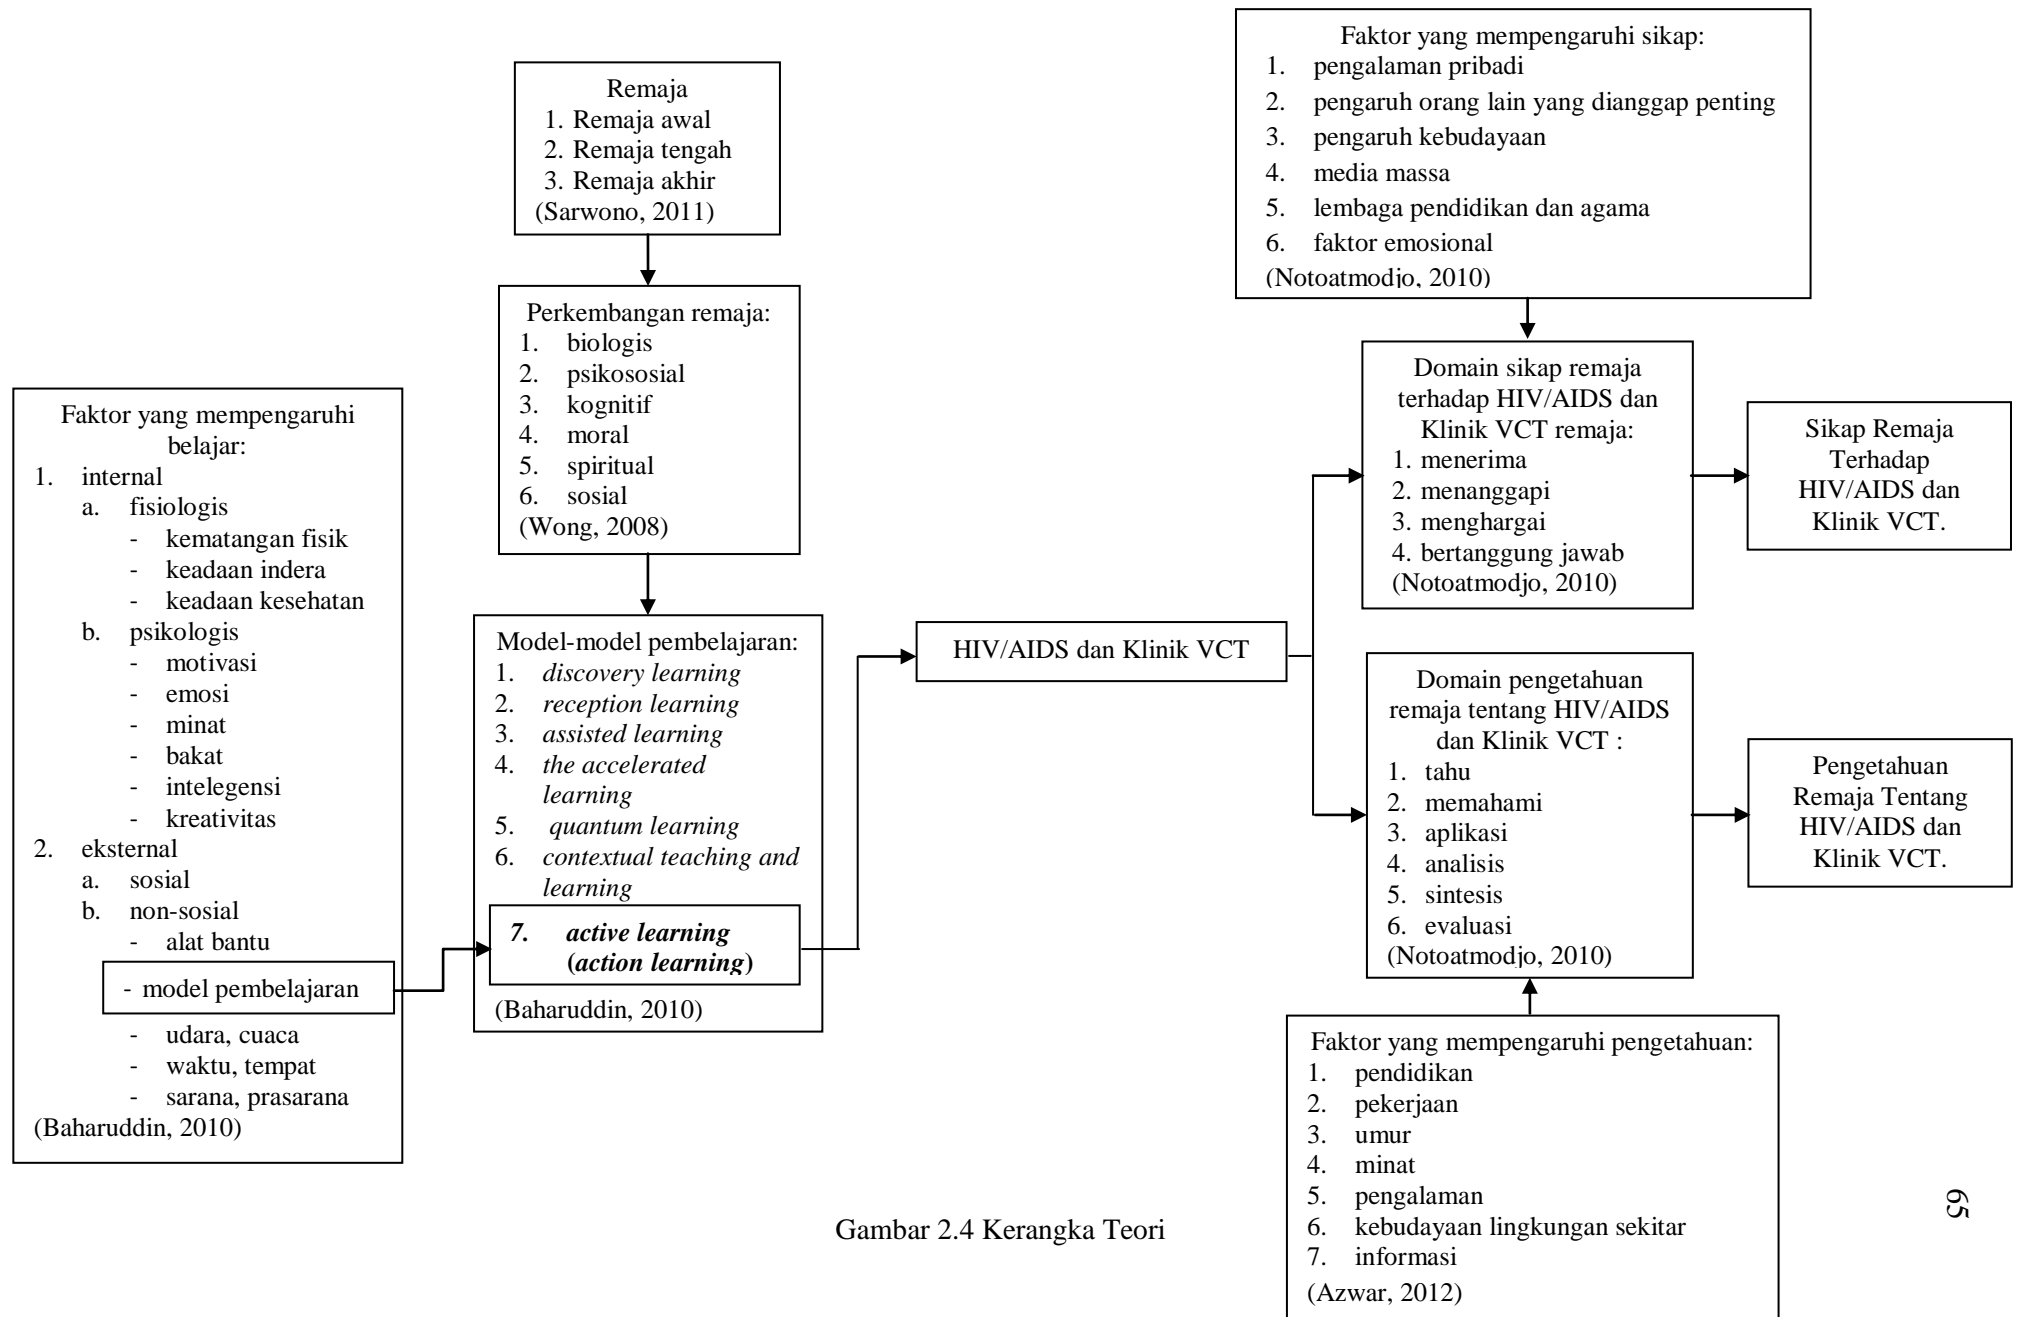 Remaja
1. Remaja awal
2. Remaja tengah
3. Remaja akhir
(Sarwono, 2011)
Perkembangan remaja:
1. biologis
2. psikososial
3. kognitif
4. moral
5. spiritual
6. sosial
(Wong, 2008)
Faktor yang mempengaruhi
belajar:
1. internal
a. fisiologis
- kematangan fisik
- keadaan indera
- keadaan kesehatan
b. psikologis
- motivasi
- emosi
- minat
- bakat
- intelegensi
- kreativitas
2. eksternal
a. sosial
b. non-sosial
- alat bantu
- model pembelajaran
- udara, cuaca
- waktu, tempat
- sarana, prasarana
(Baharuddin, 2010)
Model-model pembelajaran:
1. discovery learning
2. reception learning
3. assisted learning
4. the accelerated
learning
5. quantum learning
6. contextual teaching and
learning
7. active learning
(action learning)
(Baharuddin, 2010)
HIV/AIDS dan Klinik VCT
Faktor yang mempengaruhi sikap:
1. pengalaman pribadi
2. pengaruh orang lain yang dianggap penting
3. pengaruh kebudayaan
4. media massa
5. lembaga pendidikan dan agama
6. faktor emosional
(Notoatmodjo, 2010)
Domain sikap remaja
terhadap HIV/AIDS dan
Klinik VCT remaja:
1. menerima
2. menanggapi
3. menghargai
4. bertanggung jawab
(Notoatmodjo, 2010)
Sikap Remaja
Terhadap
HIV/AIDS dan
Klinik VCT.
Domain pengetahuan
remaja tentang HIV/AIDS
dan Klinik VCT :
1. tahu
2. memahami
3. aplikasi
4. analisis
5. sintesis
6. evaluasi
(Notoatmodjo, 2010)
Pengetahuan
Remaja Tentang
HIV/AIDS dan
Klinik VCT.
Faktor yang mempengaruhi pengetahuan:
1. pendidikan
2. pekerjaan
3. umur
4. minat
5. pengalaman
6. kebudayaan lingkungan sekitar
7. informasi
(Azwar, 2012)
Gambar 2.4 Kerangka Teori
65